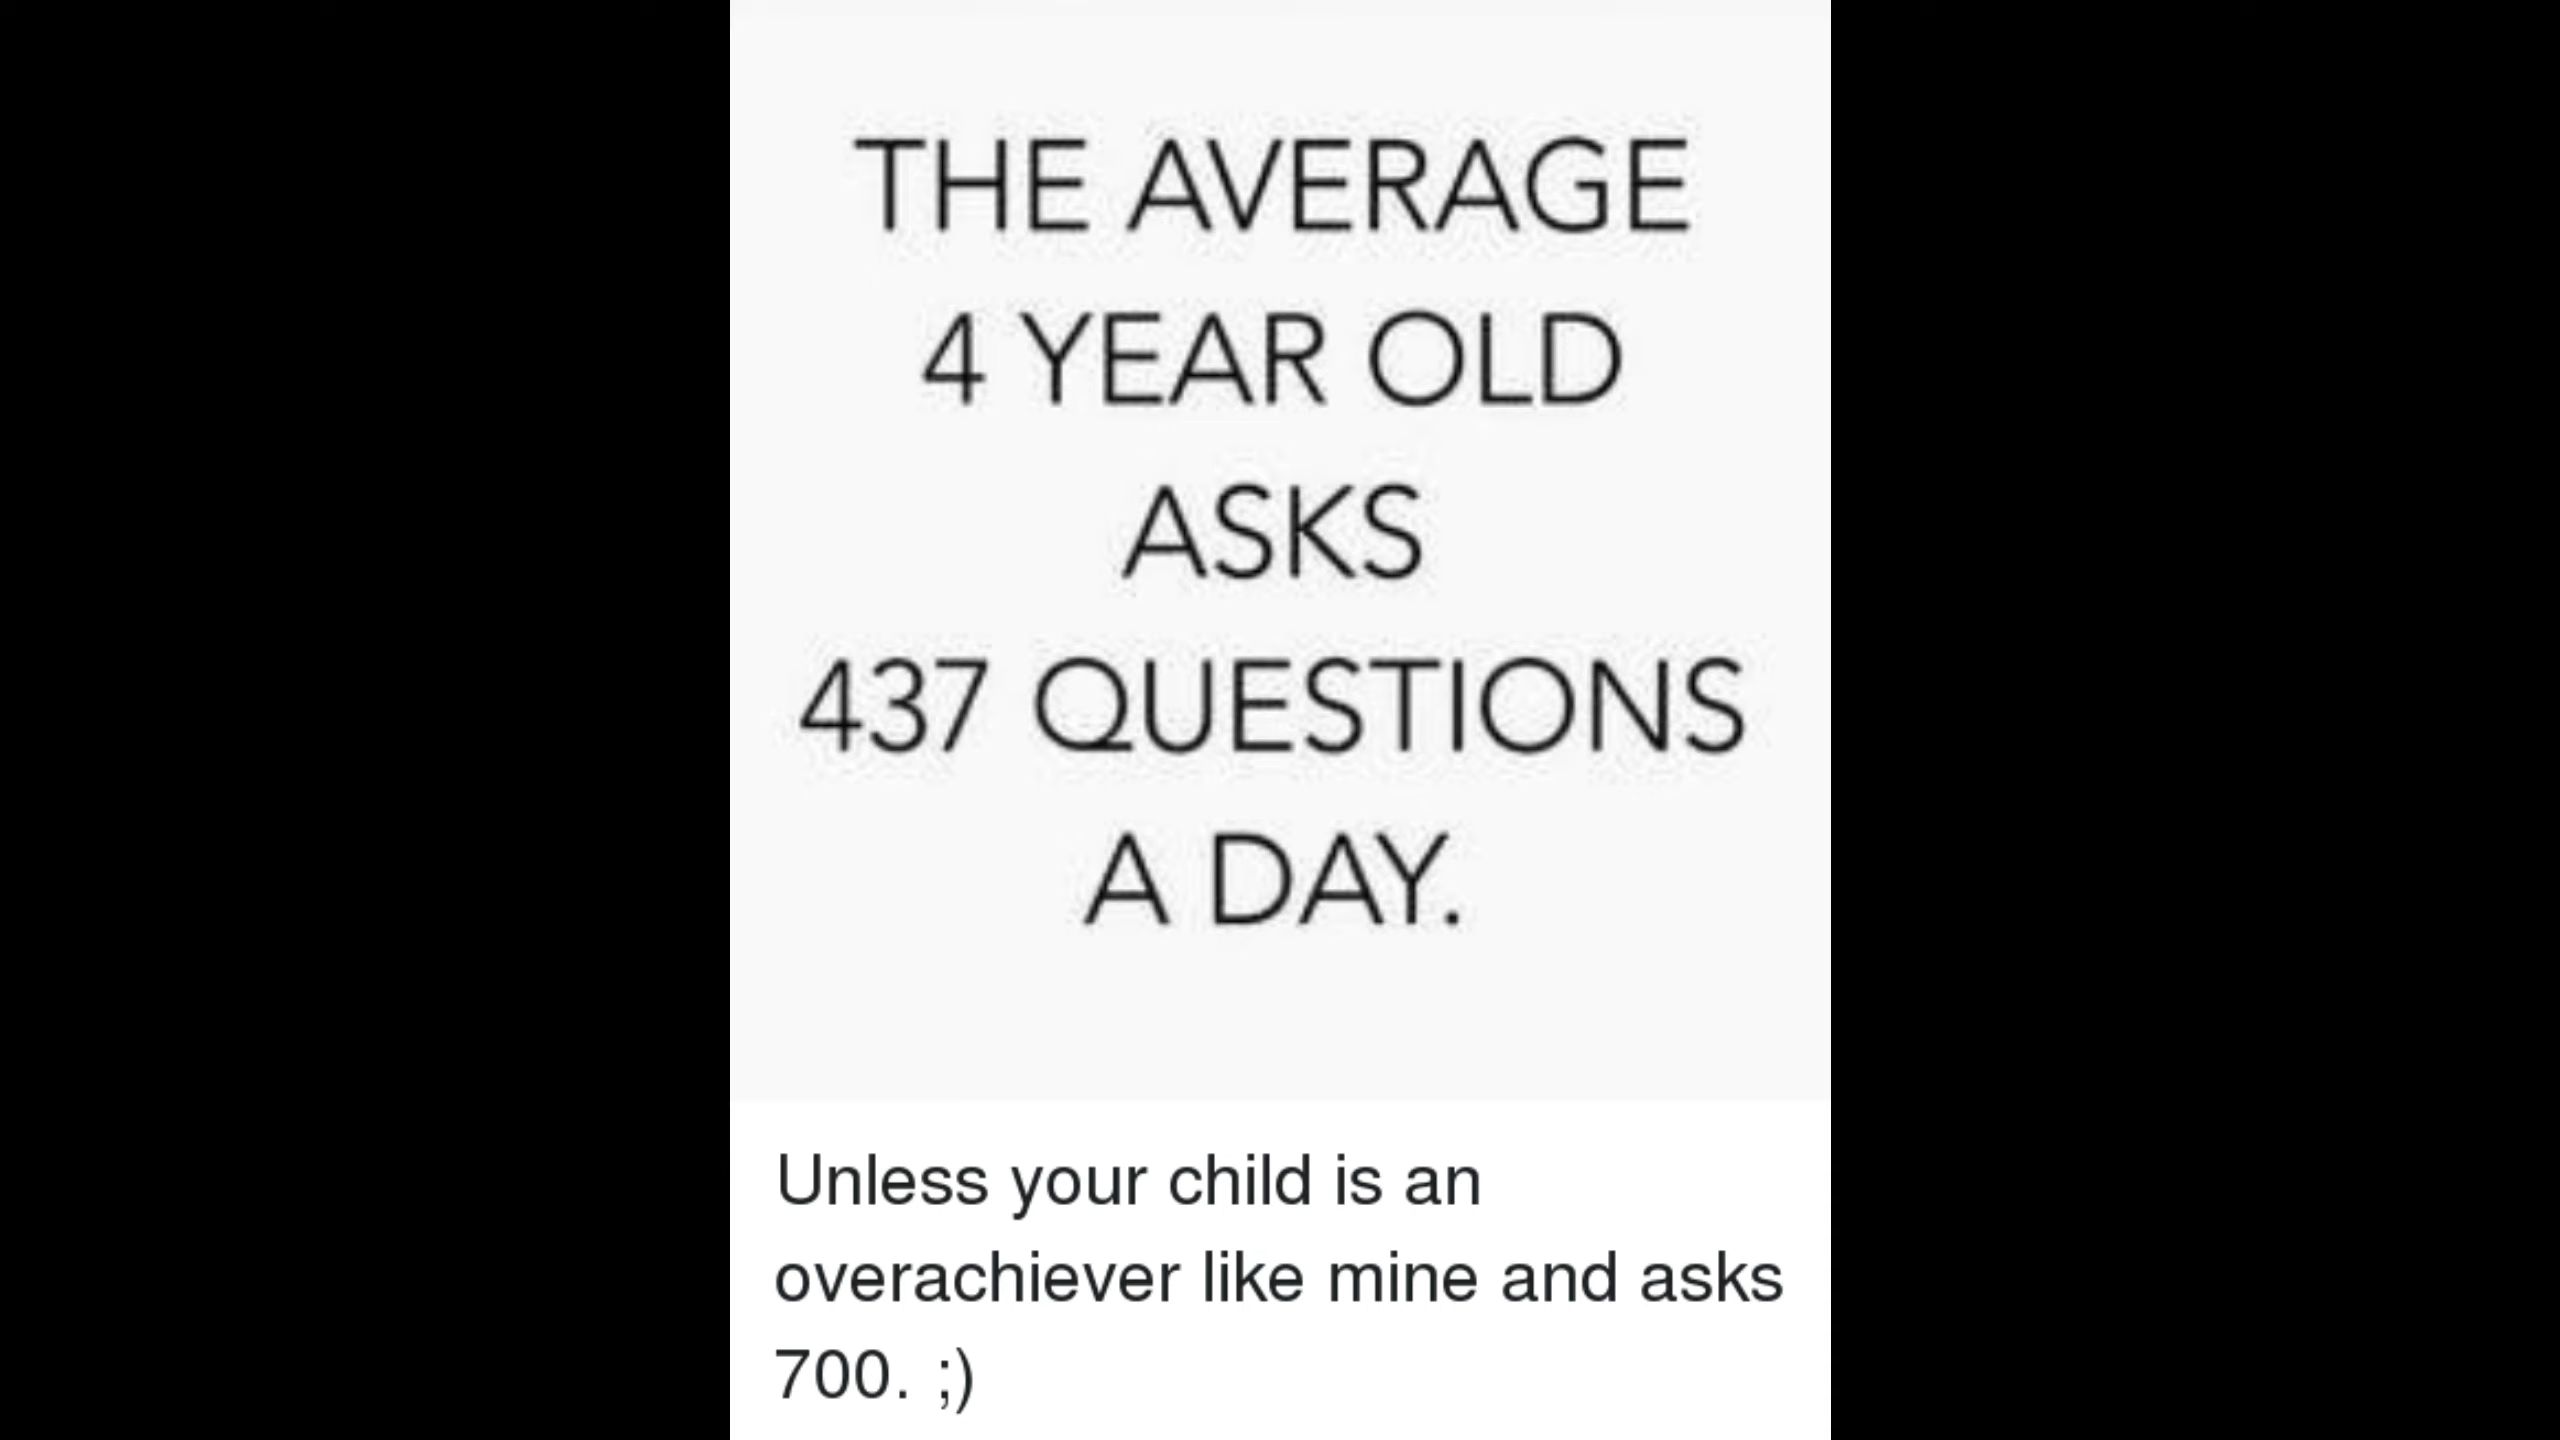 THE AVERAGE
4 YEAR OLD
ASKS
437 QUESTIONS
A DAY.
Unless your child is an
overachiever like mine and asks
700. ;)